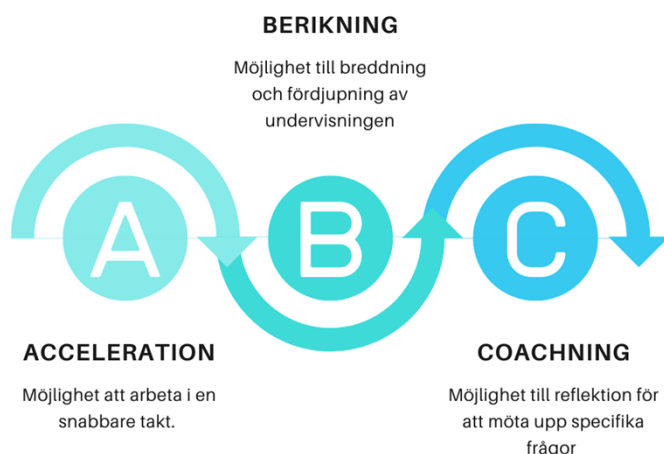 BERIKNING
Möjlighet till breddning
och fördjupning av
undervisningen
A
B
C
ACCELERATION
Möjlighet att arbeta i en
snabbare takt.
COACHNING
Möjlighet till reflektion för
att möta upp specifika
frågor